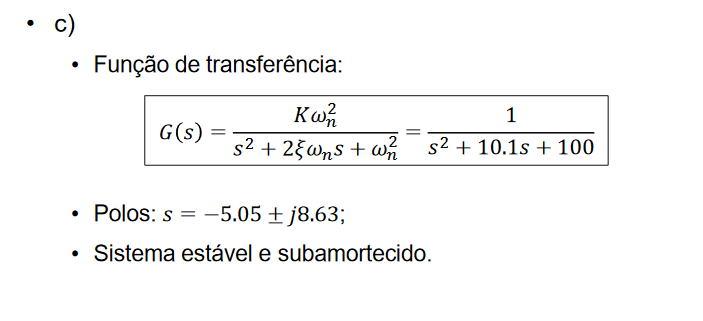 • c)
• Função de transferência:
G(s) = Kω_n^2 / (s^2 + 2ξω_n s + ω_n^2) = 1 / (s^2 + 10.1s + 100)
• Polos: s = −5.05 ± j8.63;
• Sistema estável e subamortecido.